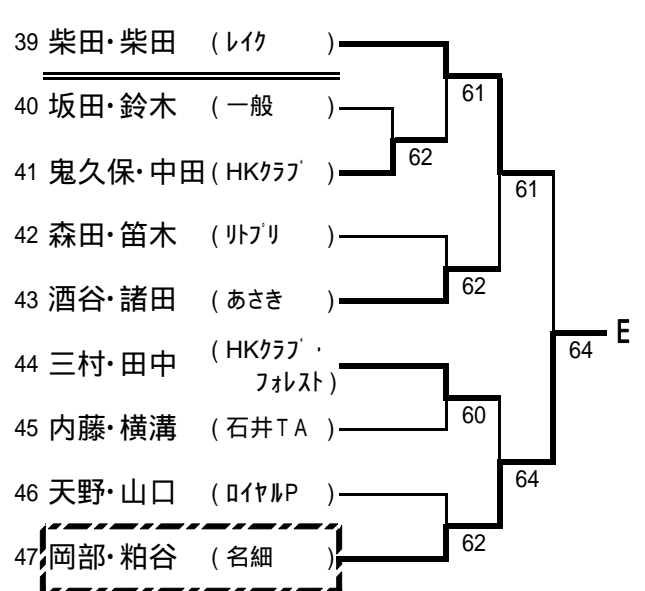 39 柴田・柴田 (ﾚｲｸ)
61
40 坂田・鈴木 (一般)
62
41 鬼久保・中田 (HKｸﾗﾌﾞ)
61
42 森田・笛木 (ﾘﾄﾌﾟﾘ)
62
43 酒谷・諸田 (あさき)
E
64
44 三村・田中 (HKｸﾗﾌﾞ・
ﾌｫﾚｽﾄ)
60
45 内藤・横溝 (石井TA)
64
46 天野・山口 (ﾛｲﾔﾙP)
62
47 岡部・粕谷 (名細)